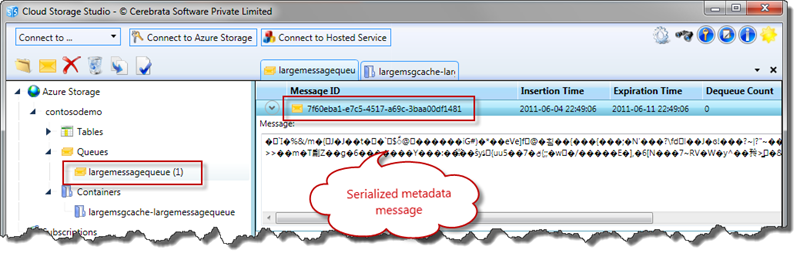 Cloud Storage Studio - © Cerebrata Software Private Limited
Connect to ...
Connect to Azure Storage
Connect to Hosted Service
Azure Storage
contosodemo
Tables
Queues
largemessagequeue (1)
Containers
largemsgcache-largemessagequeue
Subscriptions
largemessagequeu
largemsgcache-lar
Message ID Insertion Time Expiration Time Dequeue Count
7f60eba1-e7c5-4517-a69c-3baa00df1481 2011-06-04 22:49:06 2011-06-11 22:49:06 0
Message:
Serialized metadata
message